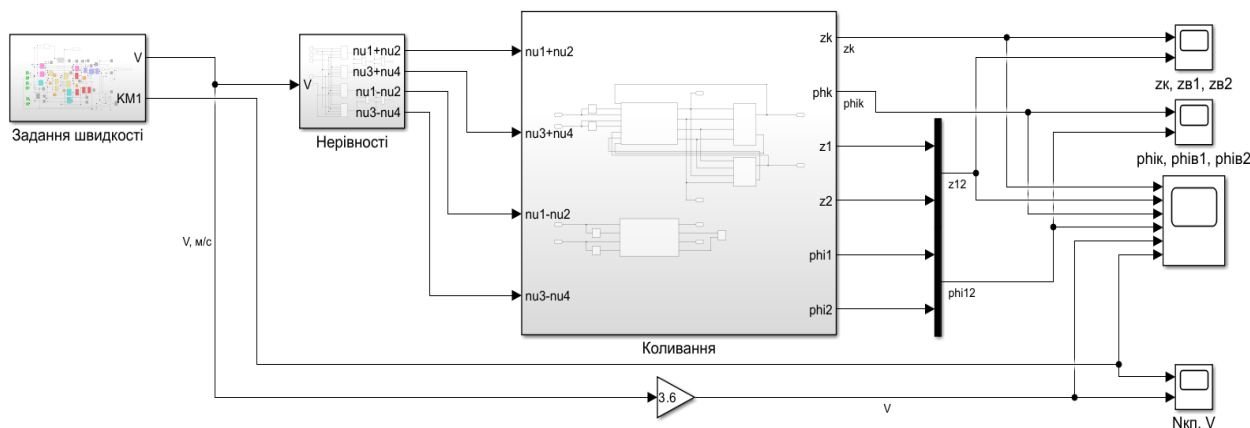 V
KM1
Задання швидкості
V
nu1+nu2
nu3+nu4
nu1-nu2
nu3-nu4
Нерівності
nu1+nu2
nu3+nu4
nu1-nu2
nu3-nu4
zk
phk
z1
z2
phi1
phi2
Коливання
zk
phik
z12
phi12
zк, zв1, zв2
phiк, phiв1, phiв2
V, м/с
3.6
V
Nкп, V